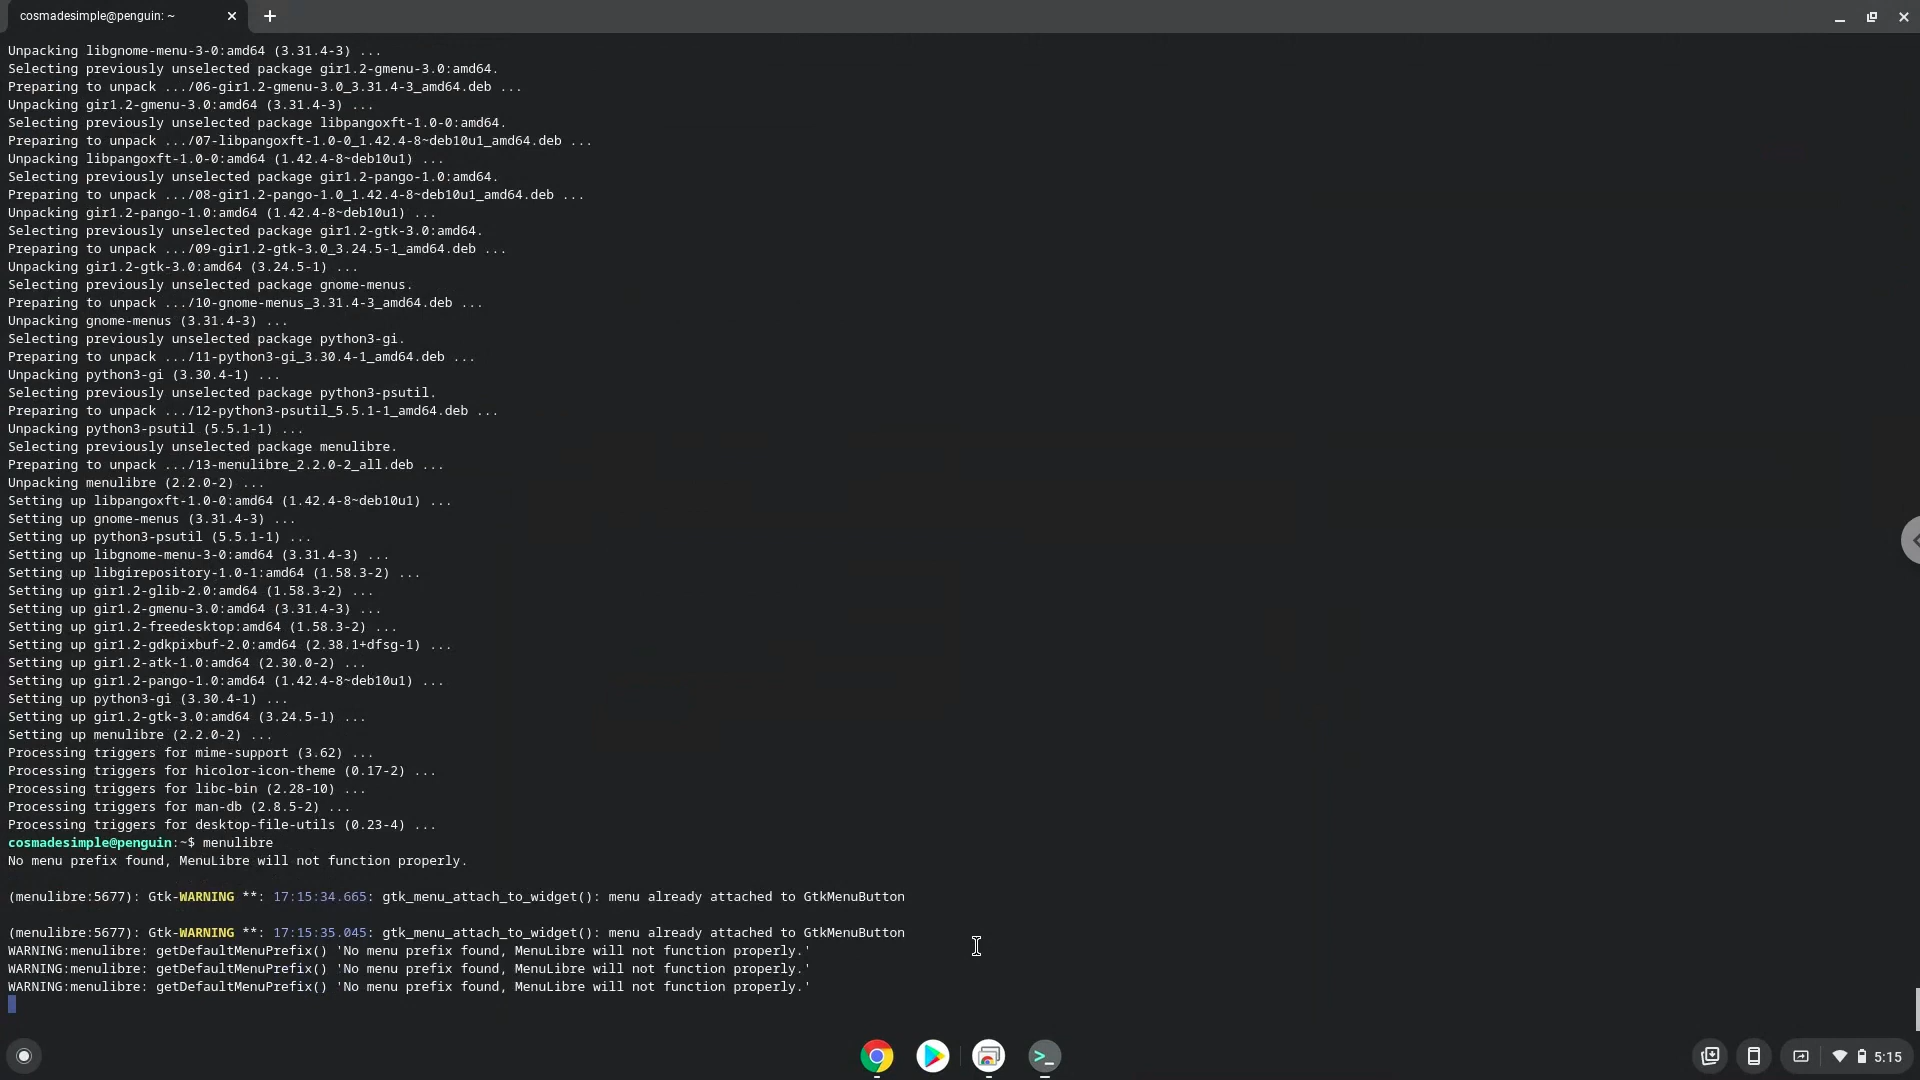 cosmadesimple@penguin: ~
Unpacking libgnome-menu-3-0:amd64 (3.31.4-3) ...
Selecting previously unselected package gir1.2-gmenu-3.0:amd64.
Preparing to unpack .../06-gir1.2-gmenu-3.0_3.31.4-3_amd64.deb ...
Unpacking gir1.2-gmenu-3.0:amd64 (3.31.4-3) ...
Selecting previously unselected package libpangoxft-1.0-0:amd64.
Preparing to unpack .../07-libpangoxft-1.0-0_1.42.4-8~deb10u1_amd64.deb ...
Unpacking libpangoxft-1.0-0:amd64 (1.42.4-8~deb10u1) ...
Selecting previously unselected package gir1.2-pango-1.0:amd64.
Preparing to unpack .../08-gir1.2-pango-1.0_1.42.4-8~deb10u1_amd64.deb ...
Unpacking gir1.2-pango-1.0:amd64 (1.42.4-8~deb10u1) ...
Selecting previously unselected package gir1.2-gtk-3.0:amd64.
Preparing to unpack .../09-gir1.2-gtk-3.0_3.24.5-1_amd64.deb ...
Unpacking gir1.2-gtk-3.0:amd64 (3.24.5-1) ...
Selecting previously unselected package gnome-menus.
Preparing to unpack .../10-gnome-menus_3.31.4-3_amd64.deb ...
Unpacking gnome-menus (3.31.4-3) ...
Selecting previously unselected package python3-gi.
Preparing to unpack .../11-python3-gi_3.30.4-1_amd64.deb ...
Unpacking python3-gi (3.30.4-1) ...
Selecting previously unselected package python3-psutil.
Preparing to unpack .../12-python3-psutil_5.5.1-1_amd64.deb ...
Unpacking python3-psutil (5.5.1-1) ...
Selecting previously unselected package menulibre.
Preparing to unpack .../13-menulibre_2.2.0-2_all.deb ...
Unpacking menulibre (2.2.0-2) ...
Setting up libpangoxft-1.0-0:amd64 (1.42.4-8~deb10u1) ...
Setting up gnome-menus (3.31.4-3) ...
Setting up python3-psutil (5.5.1-1) ...
Setting up libgnome-menu-3-0:amd64 (3.31.4-3) ...
Setting up libgirepository-1.0-1:amd64 (1.58.3-2) ...
Setting up gir1.2-glib-2.0:amd64 (1.58.3-2) ...
Setting up gir1.2-gmenu-3.0:amd64 (3.31.4-3) ...
Setting up gir1.2-freedesktop:amd64 (1.58.3-2) ...
Setting up gir1.2-gdkpixbuf-2.0:amd64 (2.38.1+dfsg-1) ...
Setting up gir1.2-atk-1.0:amd64 (2.30.0-2) ...
Setting up gir1.2-pango-1.0:amd64 (1.42.4-8~deb10u1) ...
Setting up python3-gi (3.30.4-1) ...
Setting up gir1.2-gtk-3.0:amd64 (3.24.5-1) ...
Setting up menulibre (2.2.0-2) ...
Processing triggers for mime-support (3.62) ...
Processing triggers for hicolor-icon-theme (0.17-2) ...
Processing triggers for libc-bin (2.28-10) ...
Processing triggers for man-db (2.8.5-2) ...
Processing triggers for desktop-file-utils (0.23-4) ...
cosmadesimple@penguin:~$ menulibre
No menu prefix found, MenuLibre will not function properly.
(menulibre:5677): Gtk-WARNING **: 17:15:34.665: gtk_menu_attach_to_widget(): menu already attached to GtkMenuButton
(menulibre:5677): Gtk-WARNING **: 17:15:35.045: gtk_menu_attach_to_widget(): menu already attached to GtkMenuButton
WARNING:menulibre: getDefaultMenuPrefix() 'No menu prefix found, MenuLibre will not function properly.'
WARNING:menulibre: getDefaultMenuPrefix() 'No menu prefix found, MenuLibre will not function properly.'
WARNING:menulibre: getDefaultMenuPrefix() 'No menu prefix found, MenuLibre will not function properly.'
5:15